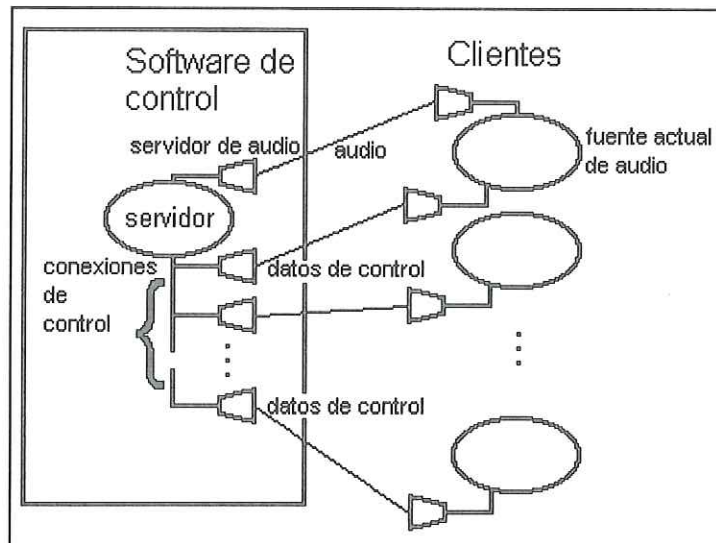 Software de
control
Clientes
servidor de audio
audio
fuente actual
de audio
servidor
conexiones
de
control
datos de control
datos de control